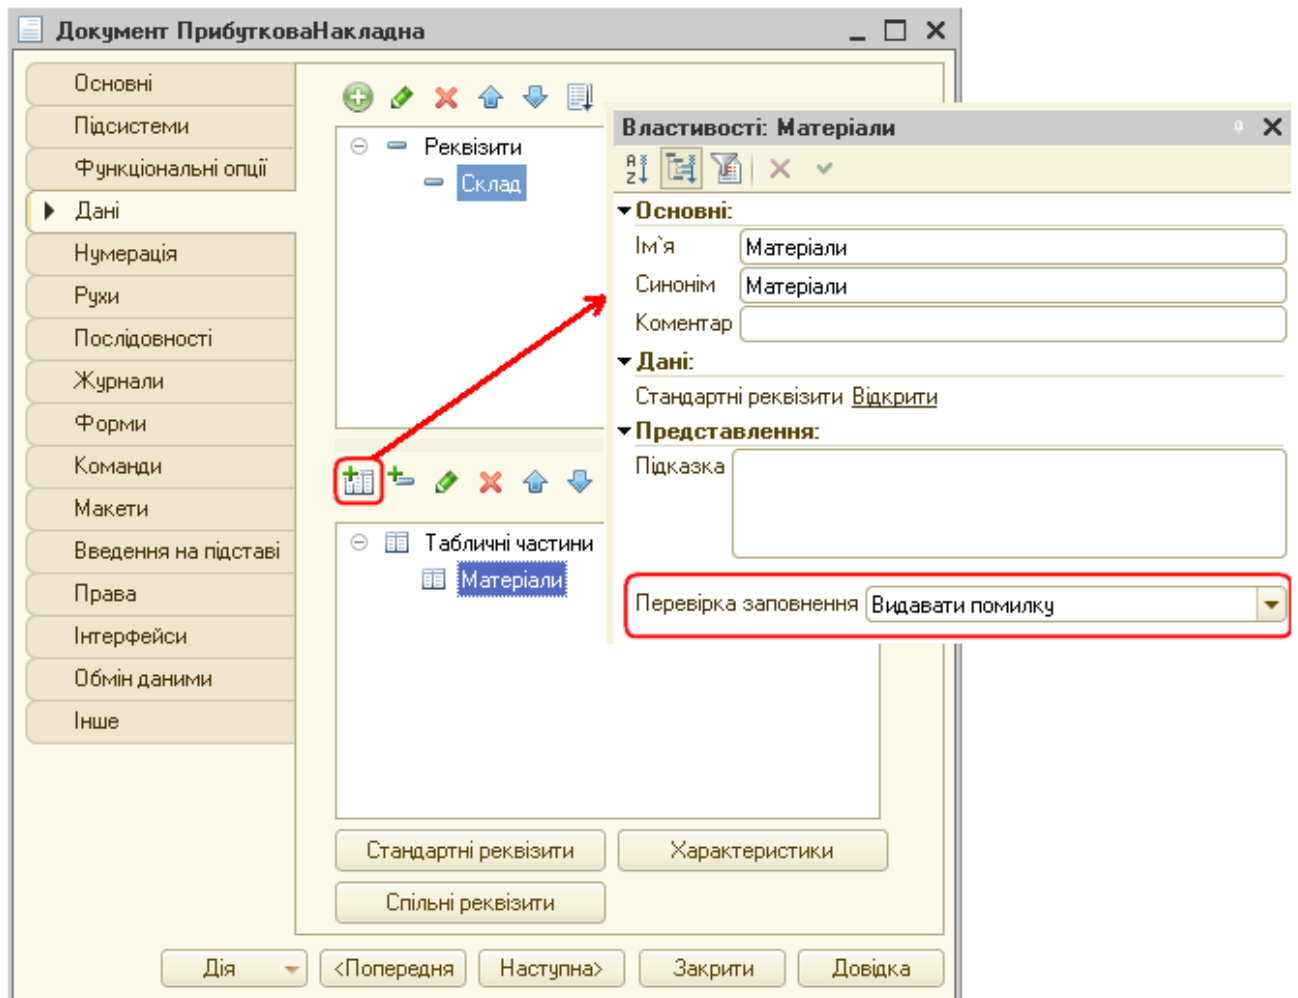 Документ ПрибутковаНакладна
Основні
Підсистеми
Функціональні опції
Дані
Нумерація
Рухи
Послідовності
Журнали
Форми
Команди
Макети
Введення на підставі
Права
Інтерфейси
Обмін даними
Інше
Реквізити
Склад
Табличні частини
Матеріали
Стандартні реквізити
Характеристики
Спільні реквізити
Дія
<Попередня
Наступна>
Закрити
Довідка
Властивості: Матеріали
Основні:
Ім`я Матеріали
Синонім Матеріали
Коментар
Дані:
Стандартні реквізити Відкрити
Представлення:
Підказка
Перевірка заповнення Видавати помилку